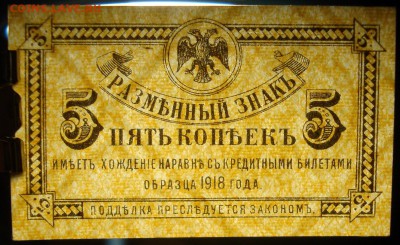 РАЗМѢННЫЙ ЗНАКЪ
5 ПЯТЬ КОПѢЕКЪ 5
ИМѢЕТЪ ХОЖДЕНІЕ НАРАВНѢ СЪ КРЕДИТНЫМИ БИЛЕТАМИ
ОБРАЗЦА 1918 ГОДА.
ПОДДѢЛКА ПРЕСЛѢДУЕТСЯ ЗАКОНОМЪ.